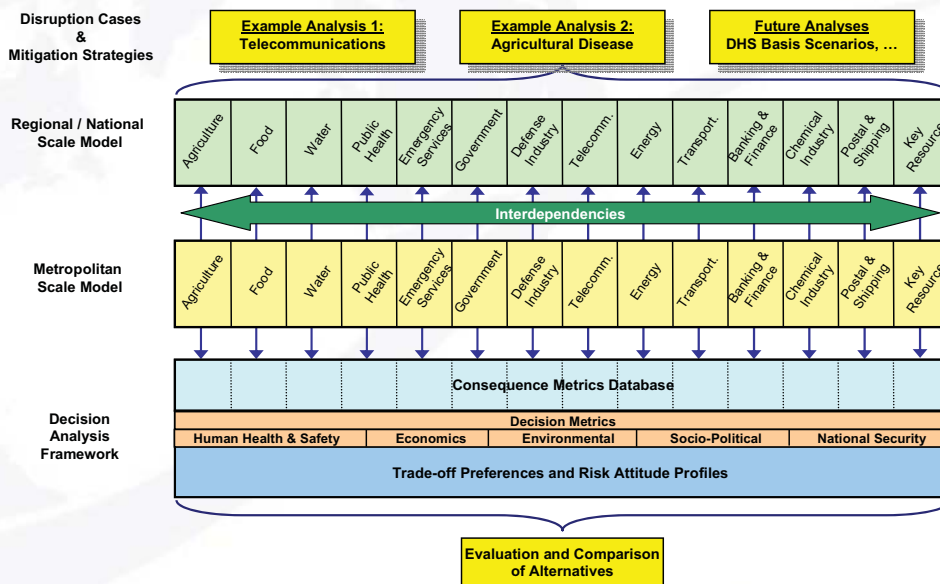 Disruption Cases
&
Mitigation Strategies
Example Analysis 1:
Telecommunications
Example Analysis 2:
Agricultural Disease
Future Analyses
DHS Basis Scenarios, ...
Regional / National
Scale Model
Agriculture
Food
Water
Public
Health
Emergency
Services
Government
Defense
Industry
Telecomm.
Energy
Transport.
Banking &
Finance
Chemical
Industry
Postal &
Shipping
Key
Resource
Interdependencies
Metropolitan
Scale Model
Agriculture
Food
Water
Public
Health
Emergency
Services
Government
Defense
Industry
Telecomm.
Energy
Transport.
Banking &
Finance
Chemical
Industry
Postal &
Shipping
Key
Resource
Decision
Analysis
Framework
Consequence Metrics Database
Decision Metrics
Human Health & Safety
Economics
Environmental
Socio-Political
National Security
Trade-off Preferences and Risk Attitude Profiles
Evaluation and Comparison
of Alternatives